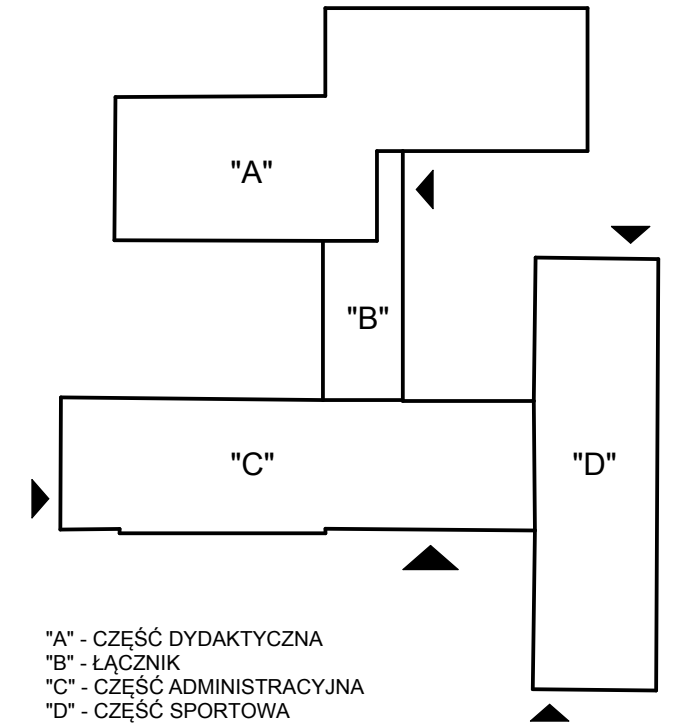 "A"
"B"
"C"
"D"
"A" - CZĘŚĆ DYDAKTYCZNA
"B" - ŁĄCZNIK
"C" - CZĘŚĆ ADMINISTRACYJNA
"D" - CZĘŚĆ SPORTOWA